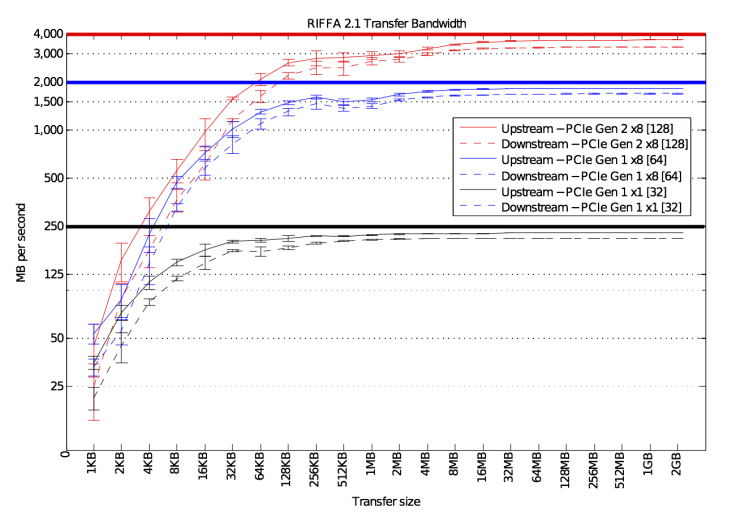 RIFFA 2.1 Transfer Bandwidth
4,000
3,000
2,000
1,500
1,000
500
250
125
50
25
0
MB per second
Upstream − PCIe Gen 2 x8 [128]
Downstream − PCIe Gen 2 x8 [128]
Upstream − PCIe Gen 1 x8 [64]
Downstream − PCIe Gen 1 x8 [64]
Upstream − PCIe Gen 1 x1 [32]
Downstream − PCIe Gen 1 x1 [32]
1KB
2KB
4KB
8KB
16KB
32KB
64KB
128KB
256KB
512KB
1MB
2MB
4MB
8MB
16MB
32MB
64MB
128MB
256MB
512MB
1GB
2GB
Transfer size